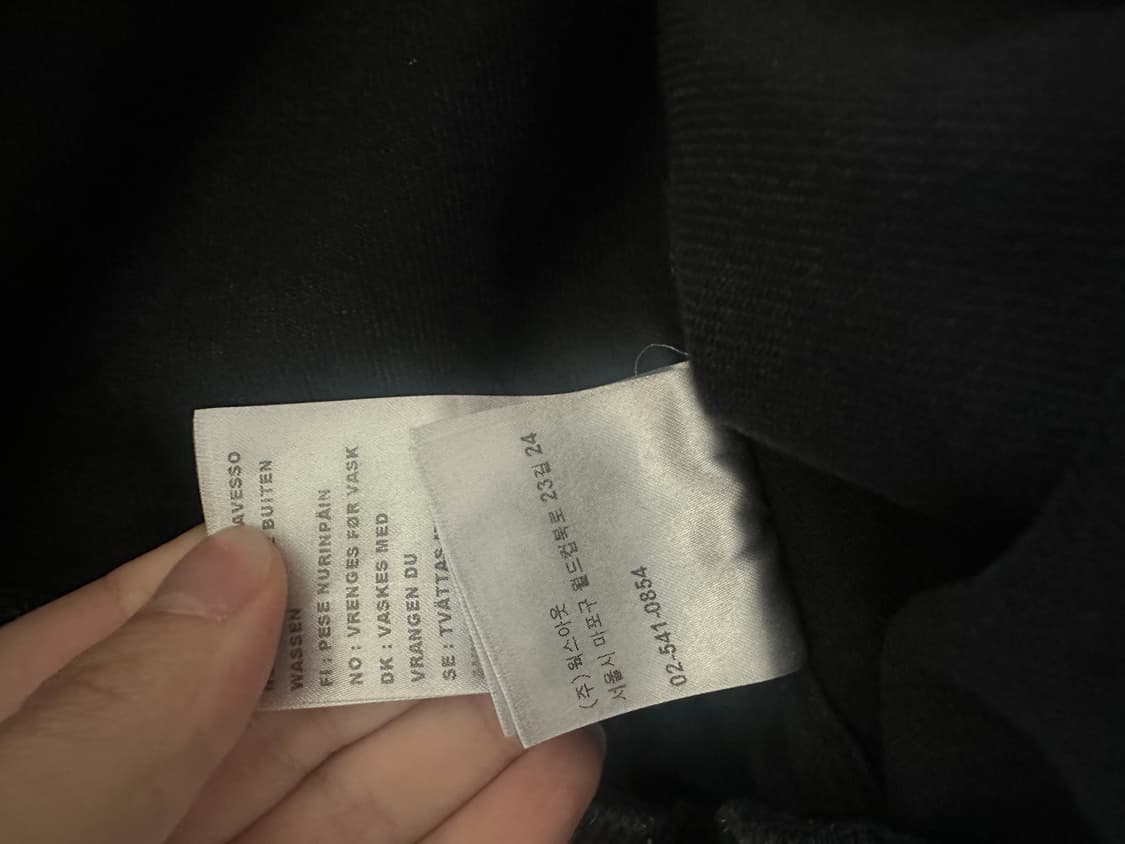 AVESSO
BUITEN
WASSEN
FI : PESE NURINPÄIN
NO : VRENGES FØR VASK
DK : VASKES MED
VRANGEN DU
SE : TVÄTTAS
(주) 웍스아웃
서울시 마포구 월드컵북로 23길 24
02-541-0854